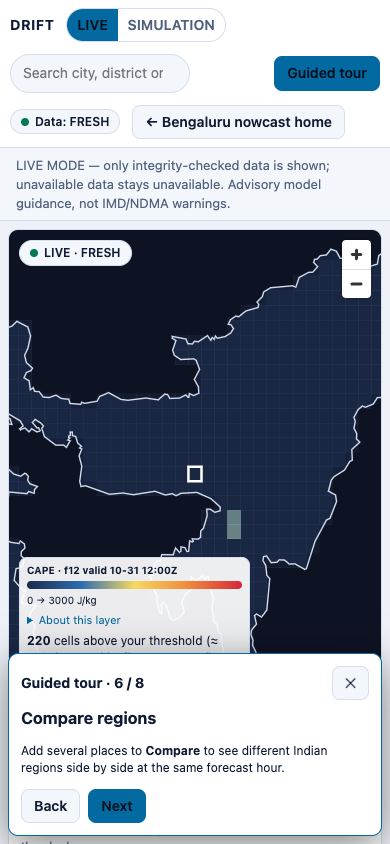 DRIFT LIVE SIMULATION
Search city, district or
Guided tour
Data: FRESH
← Bengaluru nowcast home
LIVE MODE — only integrity-checked data is shown;
unavailable data stays unavailable. Advisory model
guidance, not IMD/NDMA warnings.
LIVE · FRESH
+
−
CAPE · f12 valid 10-31 12:00Z
0 → 3000 J/kg
▶ About this layer
220 cells above your threshold (≈
Guided tour · 6 / 8
×
Compare regions
Add several places to Compare to see different Indian
regions side by side at the same forecast hour.
Back
Next